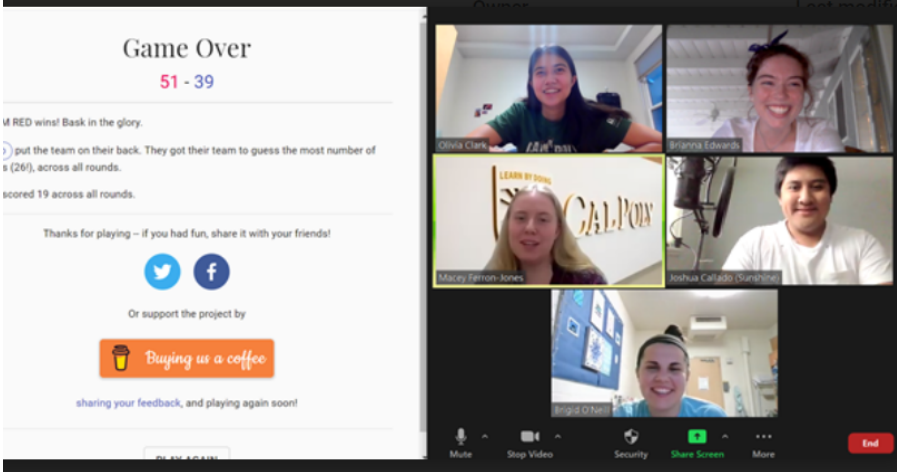 Owner
Last modifi
Game Over
51 - 39
M RED wins! Bask in the glory.
put the team on their back. They got their team to guess the most number of
s (26!), across all rounds.
scored 19 across all rounds.
Thanks for playing – if you had fun, share it with your friends!
Or support the project by
Buying us a coffee
sharing your feedback, and playing again soon!
PLAY AGAIN
Olivia Clark
Brianna Edwards
LEARN BY DOING
CAL POLY
Macey Ferron-Jones
Joshua Callado (Sunshine)
Brigid O'Neill
Mute
Stop Video
Security
Share Screen
More
End